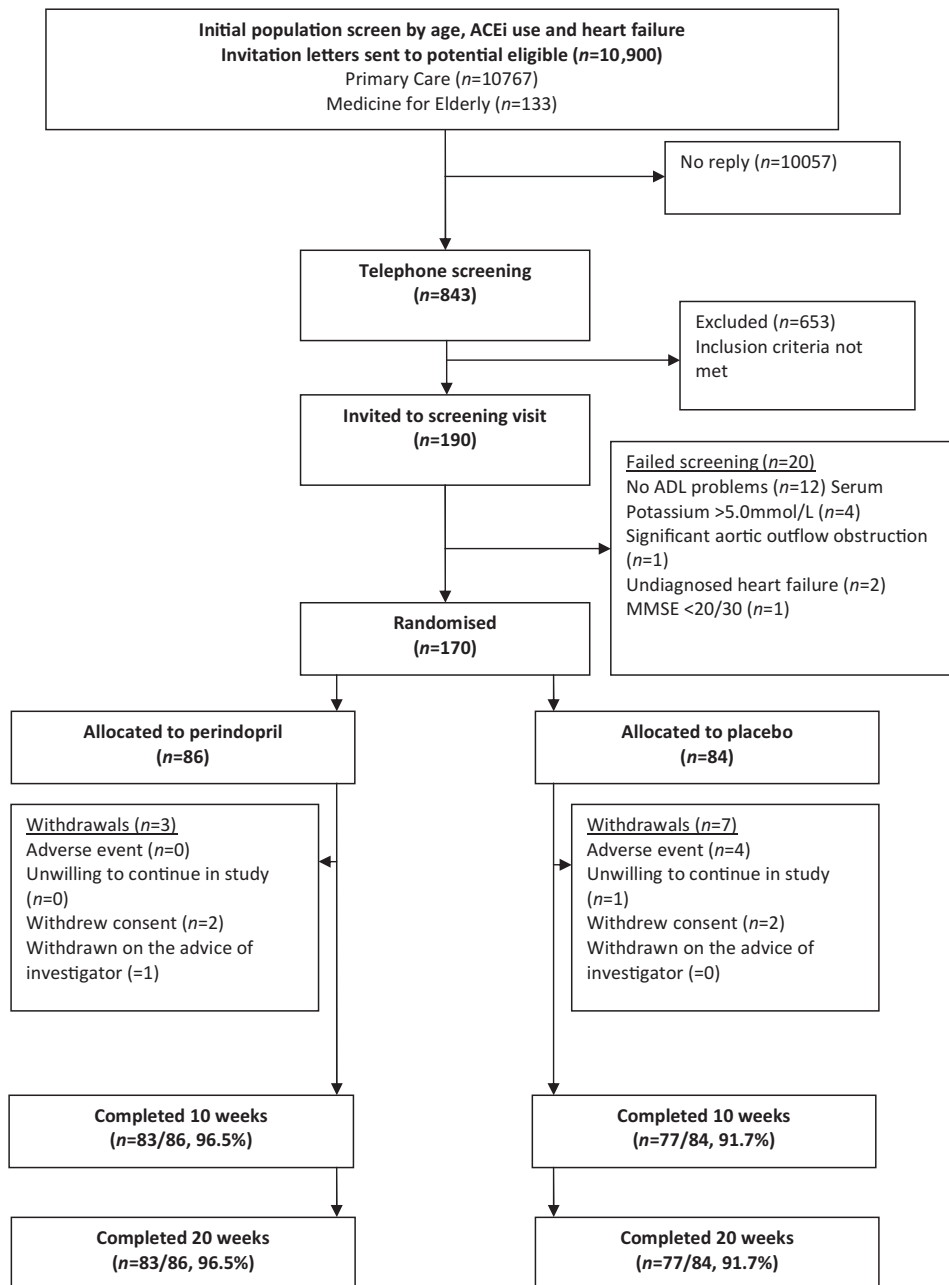 Initial population screen by age, ACEi use and heart failure
Invitation letters sent to potential eligible (n=10,900)
Primary Care (n=10767)
Medicine for Elderly (n=133)
No reply (n=10057)
Telephone screening
(n=843)
Excluded (n=653)
Inclusion criteria not
met
Invited to screening visit
(n=190)
Failed screening (n=20)
No ADL problems (n=12) Serum
Potassium >5.0mmol/L (n=4)
Significant aortic outflow obstruction
(n=1)
Undiagnosed heart failure (n=2)
MMSE <20/30 (n=1)
Randomised
(n=170)
Allocated to perindopril
(n=86)
Allocated to placebo
(n=84)
Withdrawals (n=3)
Adverse event (n=0)
Unwilling to continue in study
(n=0)
Withdrew consent (n=2)
Withdrawn on the advice of
investigator (=1)
Withdrawals (n=7)
Adverse event (n=4)
Unwilling to continue in study
(n=1)
Withdrew consent (n=2)
Withdrawn on the advice of
investigator (=0)
Completed 10 weeks
(n=83/86, 96.5%)
Completed 10 weeks
(n=77/84, 91.7%)
Completed 20 weeks
(n=83/86, 96.5%)
Completed 20 weeks
(n=77/84, 91.7%)